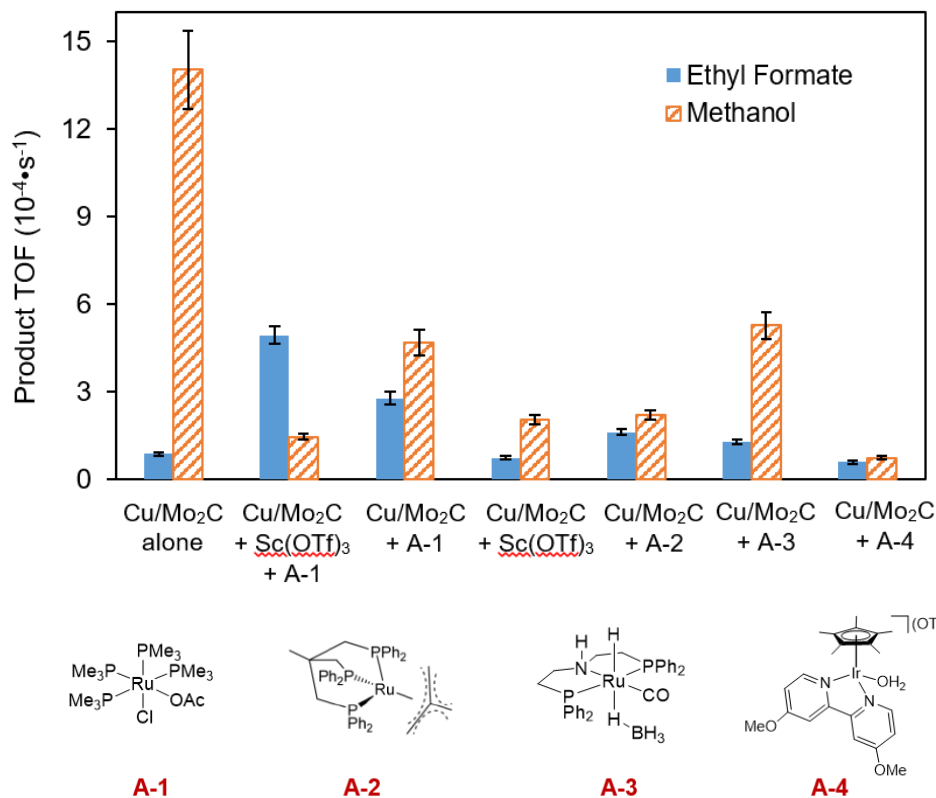 15
12
9
6
3
0
Product TOF (10⁻⁴•s⁻¹)
Ethyl Formate
Methanol
Cu/Mo₂C
alone
Cu/Mo₂C
+ Sc(OTf)₃
+ A-1
Cu/Mo₂C
+ A-1
Cu/Mo₂C
+ Sc(OTf)₃
Cu/Mo₂C
+ A-2
Cu/Mo₂C
+ A-3
Cu/Mo₂C
+ A-4
PMe₃
Me₃P
PMe₃
Ru
Me₃P
OAc
Cl
A-1
PPh₂
Ph₂P
Ru
PPh₂
A-2
H
H
N
PPh₂
Ru
CO
PPh₂
H
BH₃
A-3
(OT
Ir
OH₂
N
N
MeO
OMe
A-4